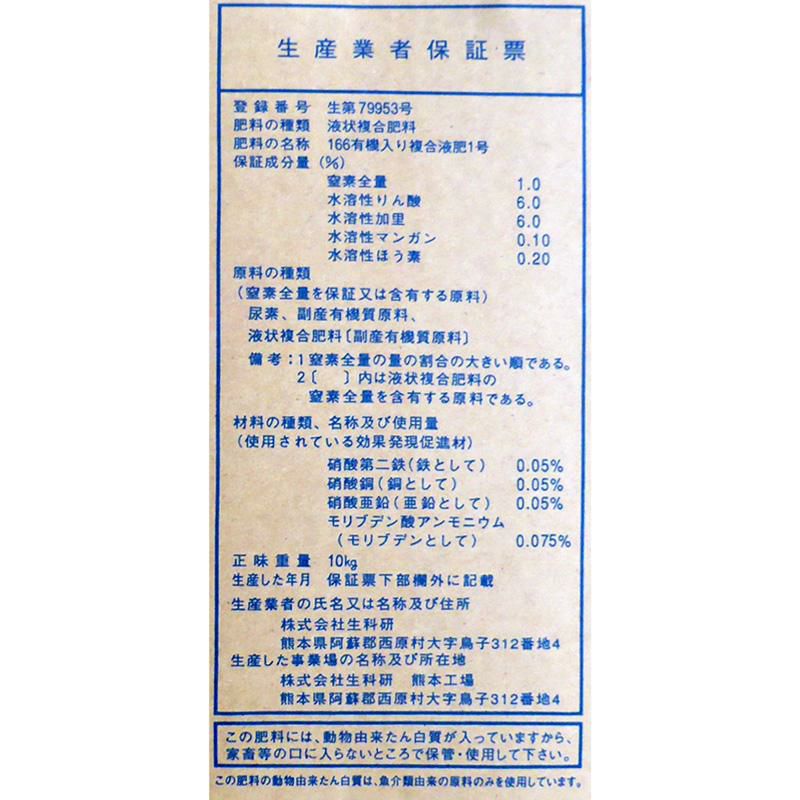 生産業者保証票
登録番号 生第79953号
肥料の種類 液状複合肥料
肥料の名称 166有機入り複合液肥1号
保証成分量(%)
窒素全量 1.0
水溶性りん酸 6.0
水溶性加里 6.0
水溶性マンガン 0.10
水溶性ほう素 0.20
原料の種類
(窒素全量を保証又は含有する原料)
尿素、副産有機質原料、
液状複合肥料〔副産有機質原料〕
備考:1窒素全量の量の割合の大きい順である。
2〔 〕内は液状複合肥料の
窒素全量を含有する原料である。
材料の種類、名称及び使用量
(使用されている効果発現促進材)
硝酸第二鉄(鉄として) 0.05%
硝酸銅(銅として) 0.05%
硝酸亜鉛(亜鉛として) 0.05%
モリブデン酸アンモニウム
(モリブデンとして) 0.075%
正味重量 10kg
生産した年月 保証票下部欄外に記載
生産業者の氏名又は名称及び住所
株式会社生科研
熊本県阿蘇郡西原村大字鳥子312番地4
生産した事業場の名称及び所在地
株式会社生科研 熊本工場
熊本県阿蘇郡西原村大字鳥子312番地4
この肥料には、動物由来たん白質が入っていますから、
家畜等の口に入らないところで保管・使用して下さい。
この肥料の動物由来たん白質は、魚介類由来の原料のみを使用しています。